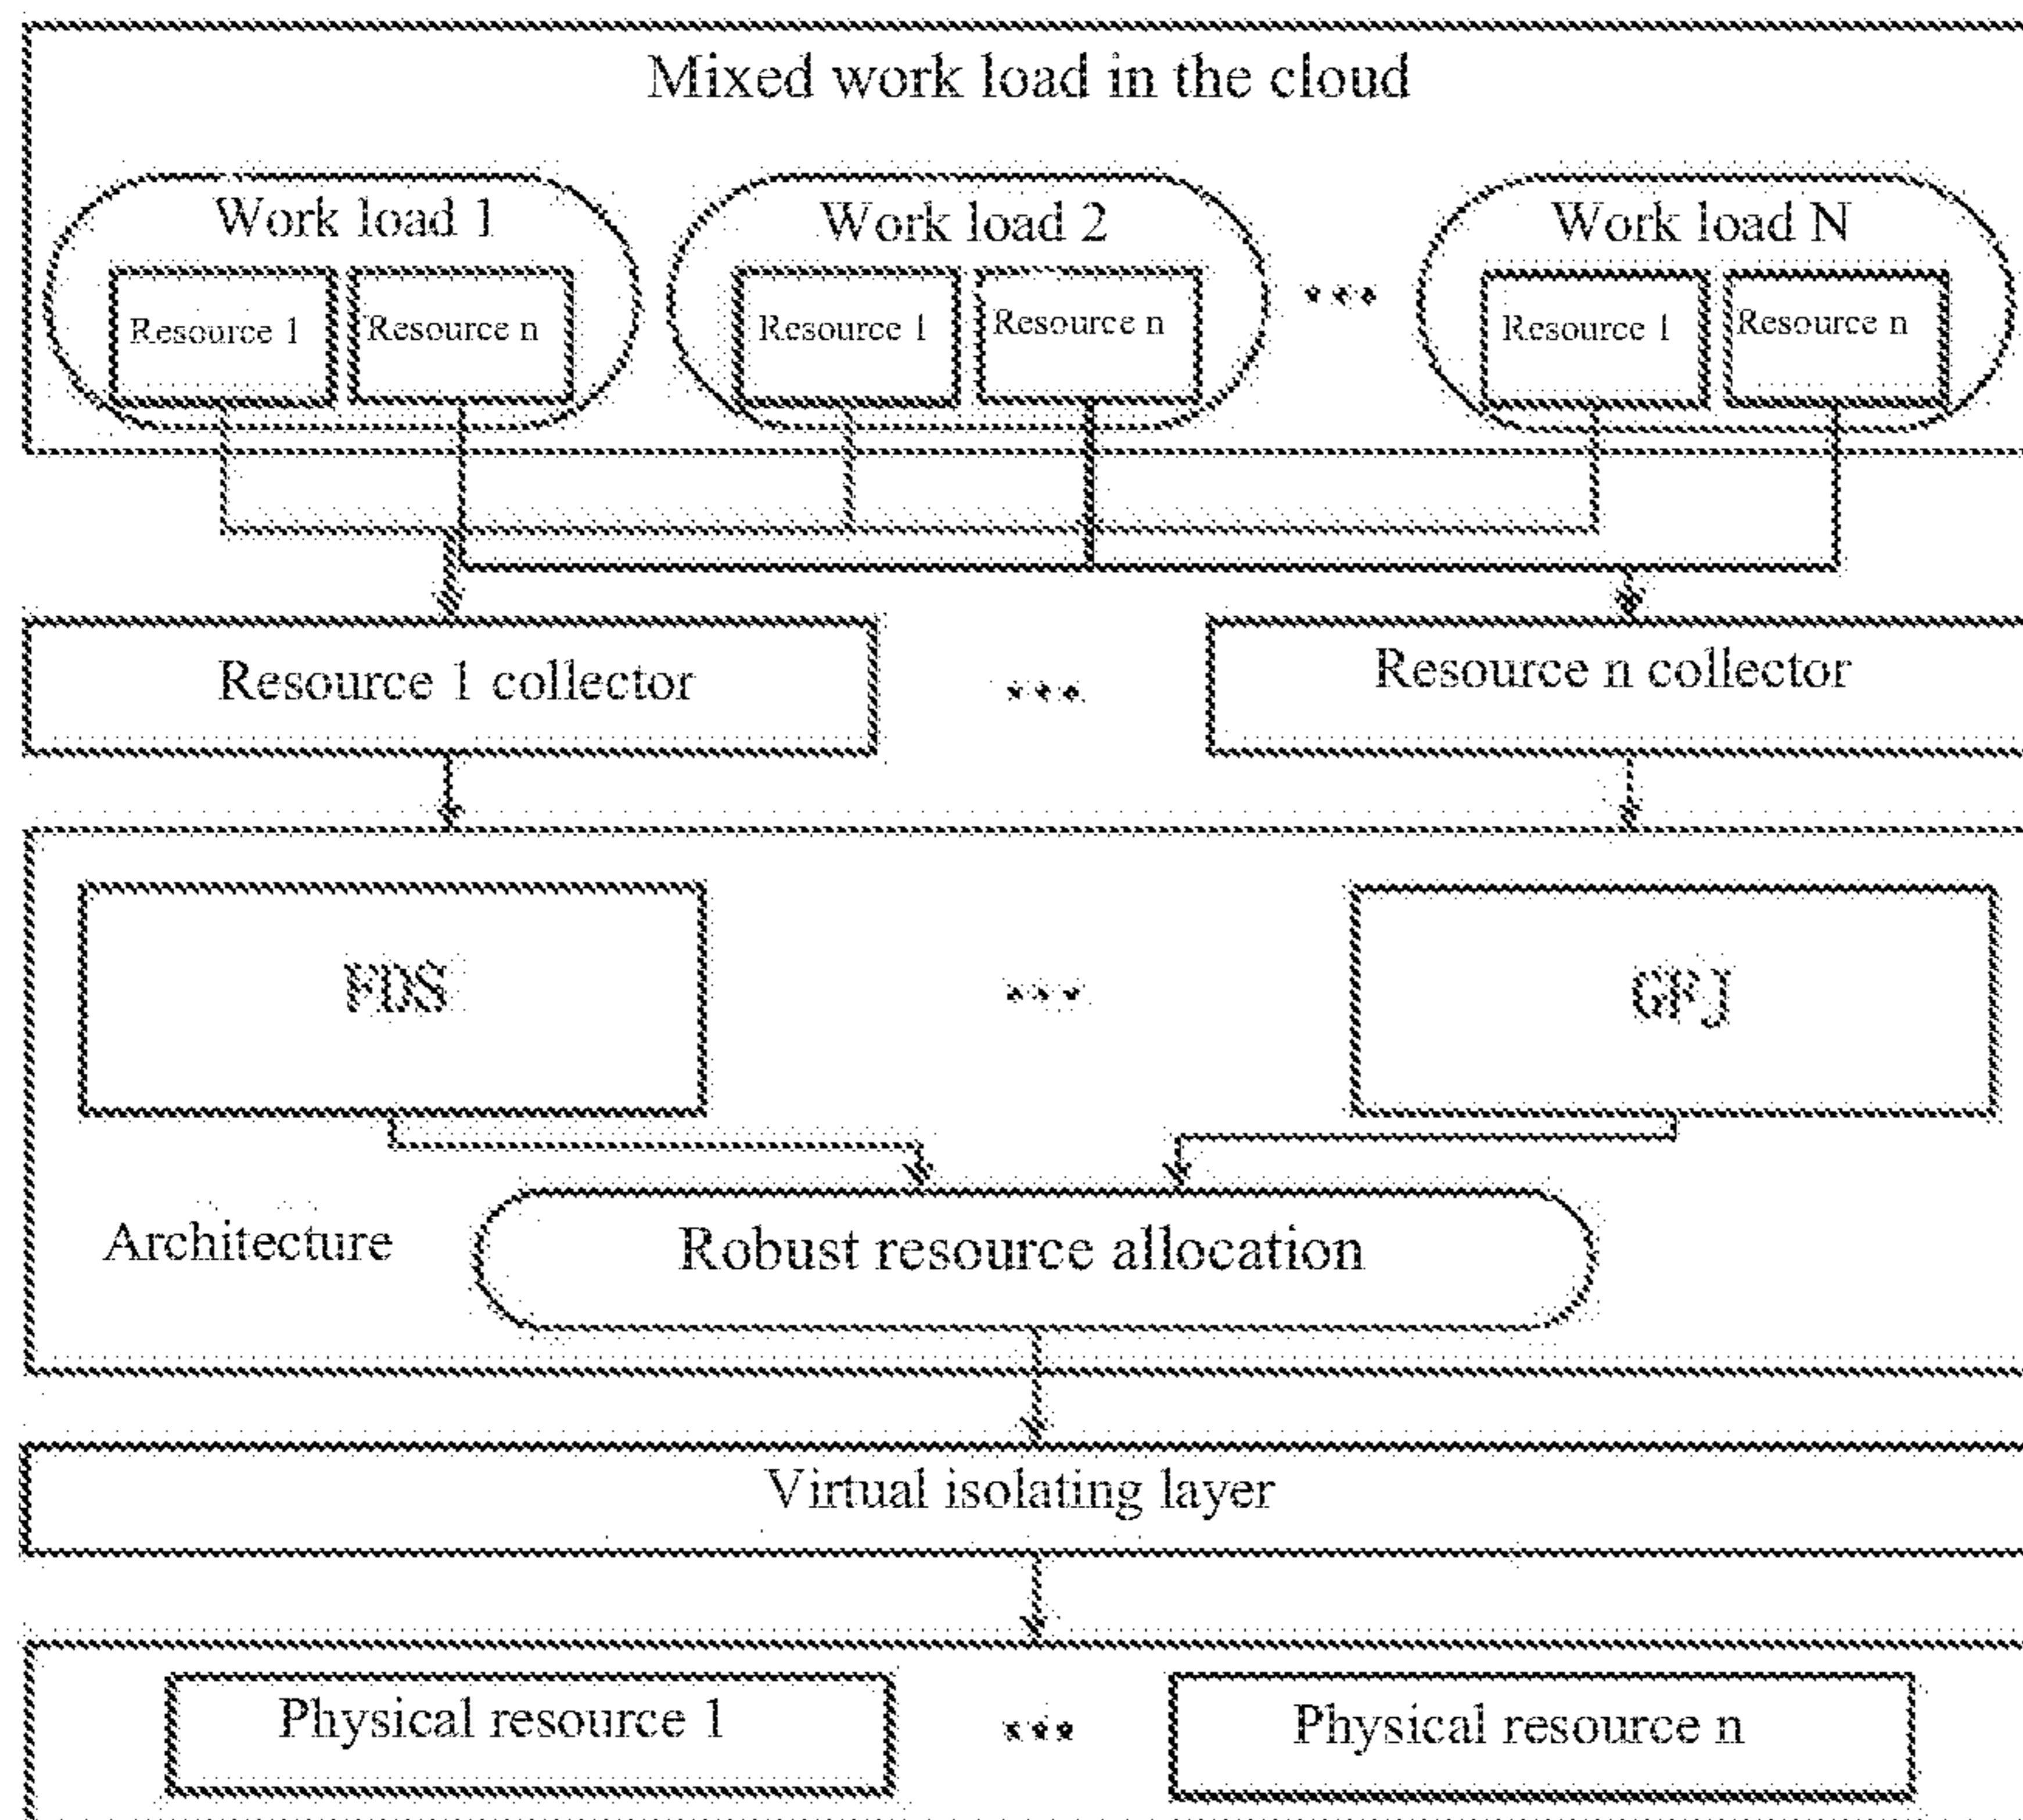 Mixed work load in the cloud
Work load 1
Work load 2
Work load N
Resource 1
Resource n
Resource 1
Resource n
Resource 1
Resource n
Resource 1 collector
Resource n collector
FDS
Architecture
Robust resource allocation
Virtual isolating layer
Physical resource 1
Physical resource n